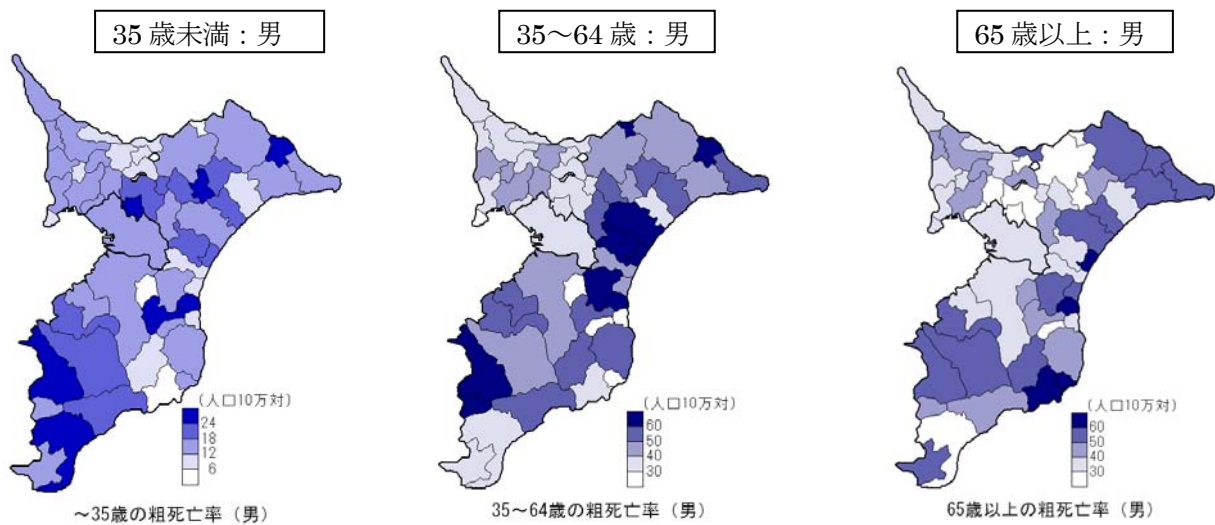 35 歳未満：男
35～64 歳：男
65 歳以上：男
(人口10万対)
24
18
12
6
(人口10万対)
60
50
40
30
(人口10万対)
60
50
40
30
～35歳の粗死亡率（男）
35～64歳の粗死亡率（男）
65歳以上の粗死亡率（男）